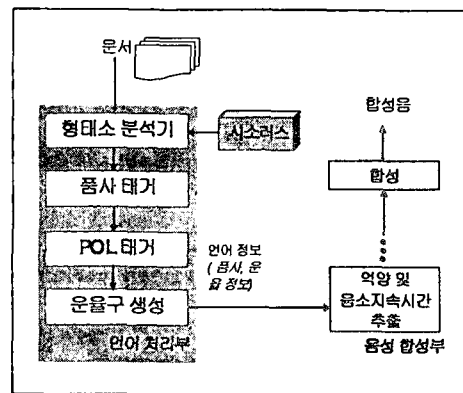 문서
형태소 분석기
시소러스
품사 태거
POL 태거
운율구 생성
언어 처리부
언어 정보
( 품사, 운
율 정보)
합성음
합성
억양 및
음소지속시간
추출
음성 합성부